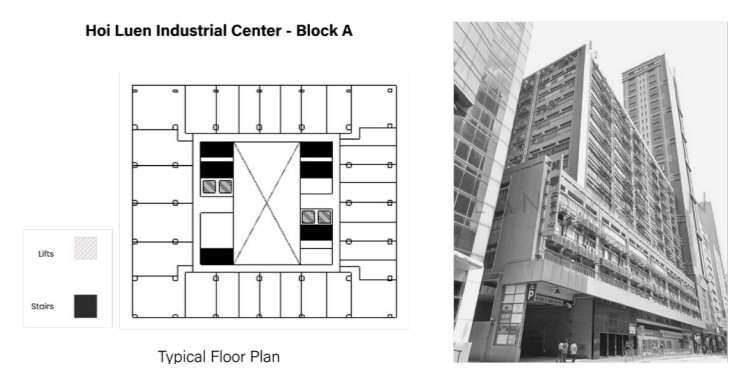 Hoi Luen Industrial Center - Block A
Lifts
Stairs
Typical Floor Plan
P